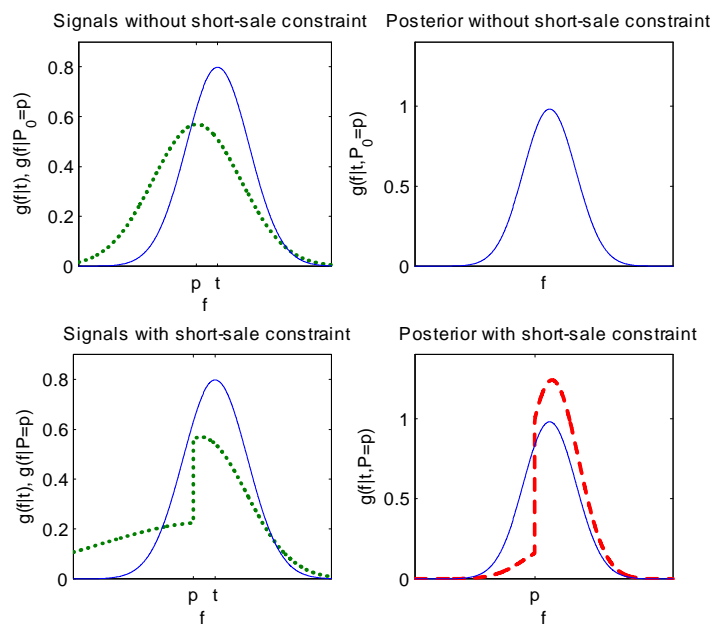 Signals without short-sale constraint
g(f|t), g(f|P₀=p)
0.8
0.6
0.4
0.2
0
p t
f
Posterior without short-sale constraint
g(f|t,P₀=p)
1
0.5
0
f
Signals with short-sale constraint
g(f|t), g(f|P=p)
0.8
0.6
0.4
0.2
0
p t
f
Posterior with short-sale constraint
g(f|t,P=p)
1
0.5
0
p
f